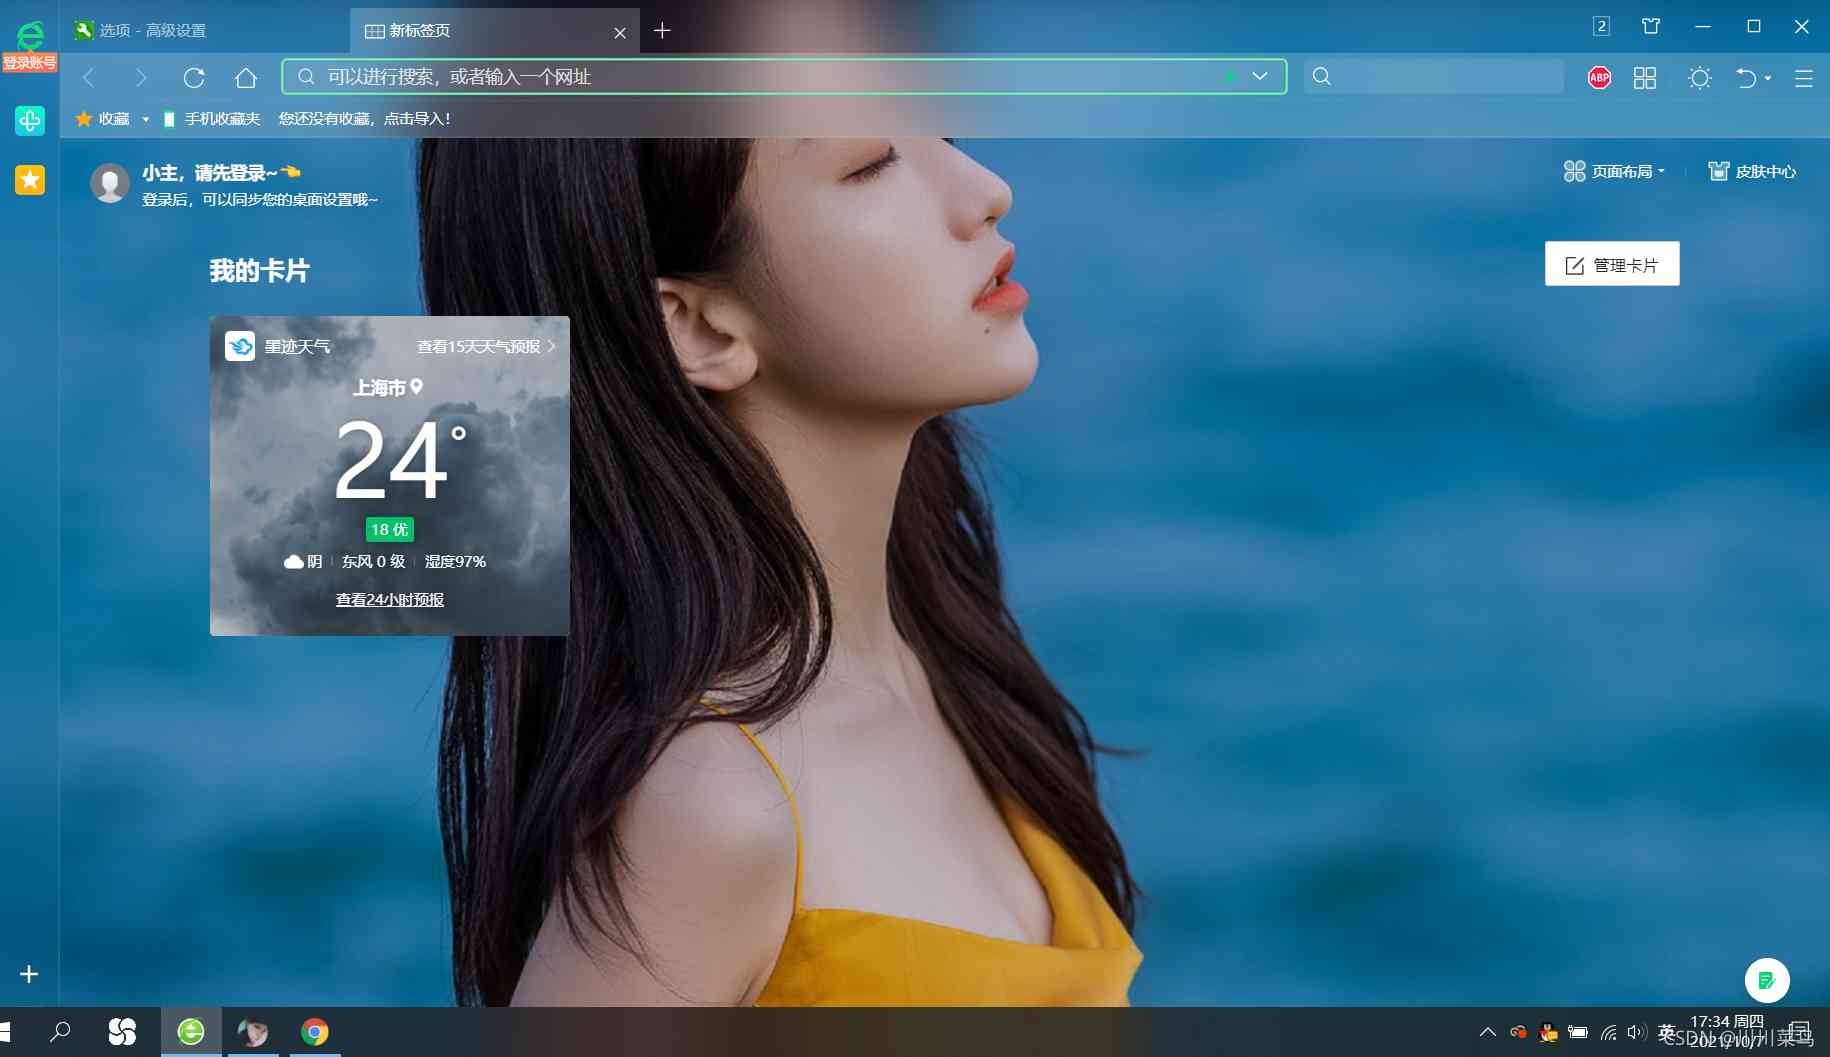 选项 - 高级设置
新标签页
2
登录账号
可以进行搜索，或者输入一个网址
ABP
收藏
手机收藏夹
您还没有收藏，点击导入！
小主，请先登录~
登录后，可以同步您的桌面设置哦~
页面布局
皮肤中心
我的卡片
管理卡片
墨迹天气
查看15天天气预报
上海市
24°
18 优
阴
东风 0 级
湿度97%
查看24小时预报
英
17:34 周四
2021/10/7
CSDN @川川菜鸟